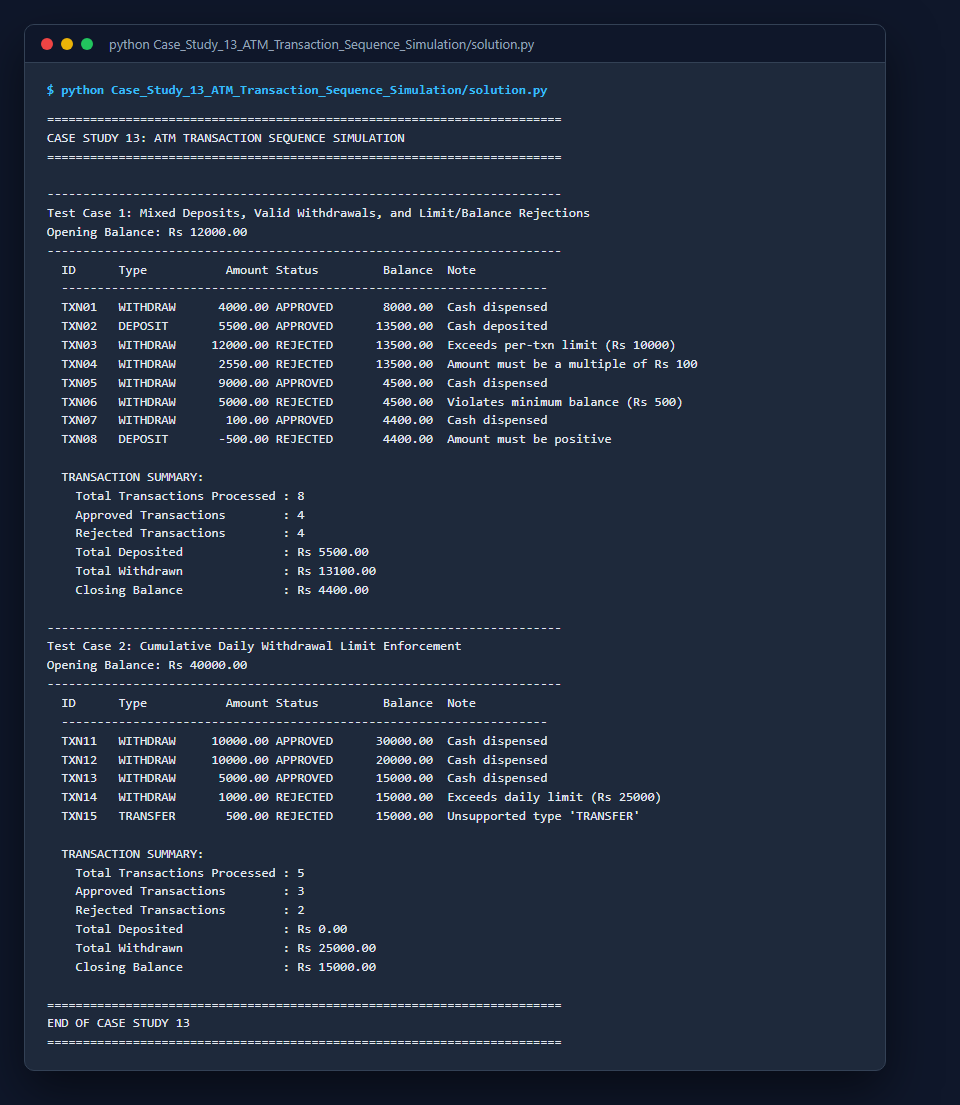 python Case_Study_13_ATM_Transaction_Sequence_Simulation/solution.py
$ python Case_Study_13_ATM_Transaction_Sequence_Simulation/solution.py
========================================================================
CASE STUDY 13: ATM TRANSACTION SEQUENCE SIMULATION
========================================================================
------------------------------------------------------------------------
Test Case 1: Mixed Deposits, Valid Withdrawals, and Limit/Balance Rejections
Opening Balance: Rs 12000.00
------------------------------------------------------------------------
  ID      Type           Amount Status         Balance  Note
  --------------------------------------------------------------------
  TXN01   WITHDRAW      4000.00 APPROVED       8000.00  Cash dispensed
  TXN02   DEPOSIT       5500.00 APPROVED      13500.00  Cash deposited
  TXN03   WITHDRAW     12000.00 REJECTED      13500.00  Exceeds per-txn limit (Rs 10000)
  TXN04   WITHDRAW      2550.00 REJECTED      13500.00  Amount must be a multiple of Rs 100
  TXN05   WITHDRAW      9000.00 APPROVED       4500.00  Cash dispensed
  TXN06   WITHDRAW      5000.00 REJECTED       4500.00  Violates minimum balance (Rs 500)
  TXN07   WITHDRAW       100.00 APPROVED       4400.00  Cash dispensed
  TXN08   DEPOSIT       -500.00 REJECTED       4400.00  Amount must be positive
  TRANSACTION SUMMARY:
    Total Transactions Processed : 8
    Approved Transactions        : 4
    Rejected Transactions        : 4
    Total Deposited              : Rs 5500.00
    Total Withdrawn              : Rs 13100.00
    Closing Balance              : Rs 4400.00
------------------------------------------------------------------------
Test Case 2: Cumulative Daily Withdrawal Limit Enforcement
Opening Balance: Rs 40000.00
------------------------------------------------------------------------
  ID      Type           Amount Status         Balance  Note
  --------------------------------------------------------------------
  TXN11   WITHDRAW     10000.00 APPROVED      30000.00  Cash dispensed
  TXN12   WITHDRAW     10000.00 APPROVED      20000.00  Cash dispensed
  TXN13   WITHDRAW      5000.00 APPROVED      15000.00  Cash dispensed
  TXN14   WITHDRAW      1000.00 REJECTED      15000.00  Exceeds daily limit (Rs 25000)
  TXN15   TRANSFER       500.00 REJECTED      15000.00  Unsupported type 'TRANSFER'
  TRANSACTION SUMMARY:
    Total Transactions Processed : 5
    Approved Transactions        : 3
    Rejected Transactions        : 2
    Total Deposited              : Rs 0.00
    Total Withdrawn              : Rs 25000.00
    Closing Balance              : Rs 15000.00
========================================================================
END OF CASE STUDY 13
========================================================================